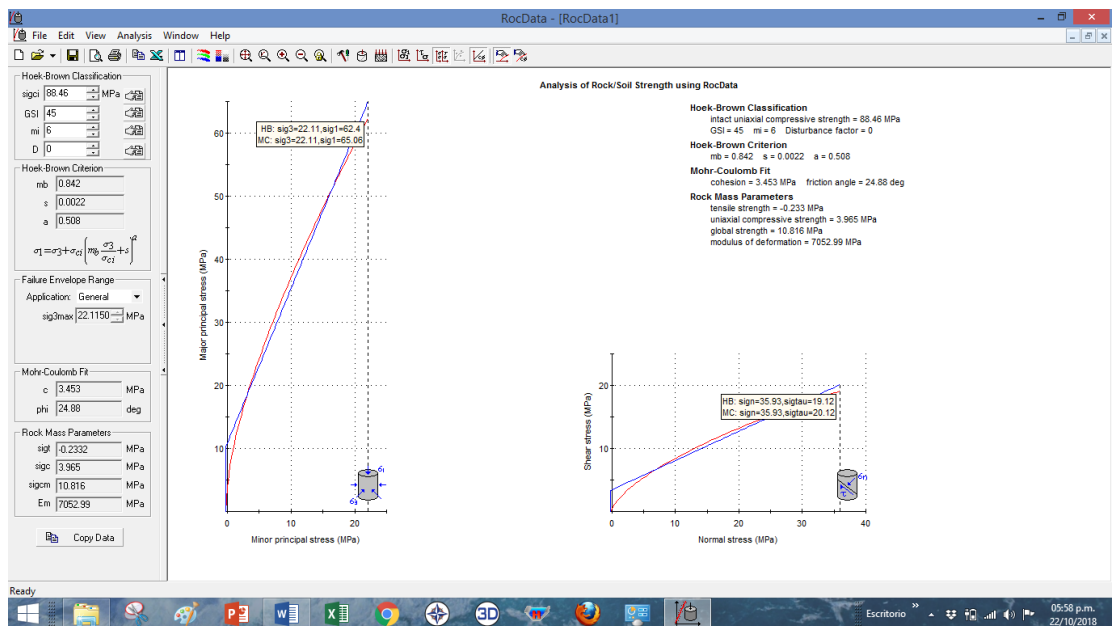 RocData - [RocData1]
File Edit View Analysis Window Help
Hoek-Brown Classification
sigci 88.46 MPa
GSI 45
mi 6
D 0
Hoek-Brown Criterion
mb 0.842
s 0.0022
a 0.508
σ1=σ3+σci(mb σ3/σci+s)^a
Failure Envelope Range
Application: General
sig3max 22.1150 MPa
Mohr-Coulomb Fit
c 3.453 MPa
phi 24.88 deg
Rock Mass Parameters
sigt -0.2332 MPa
sigc 3.965 MPa
sigcm 10.816 MPa
Em 7052.99 MPa
Copy Data
Analysis of Rock/Soil Strength using RocData
Hoek-Brown Classification
intact uniaxial compressive strength = 88.46 MPa
GSI = 45 mi = 6 Disturbance factor = 0
Hoek-Brown Criterion
mb = 0.842 s = 0.0022 a = 0.508
Mohr-Coulomb Fit
cohesion = 3.453 MPa friction angle = 24.88 deg
Rock Mass Parameters
tensile strength = -0.233 MPa
uniaxial compressive strength = 3.965 MPa
global strength = 10.816 MPa
modulus of deformation = 7052.99 MPa
HB: sig3=22.11,sig1=62.4
MC: sig3=22.11,sig1=65.06
60
50
40
30
20
10
Major principal stress (MPa)
σ1
σ3
0 10 20
Minor principal stress (MPa)
HB: sign=35.93,sigtau=19.12
MC: sign=35.93,sigtau=20.12
20
10
Shear stress (MPa)
σn
τ
0 10 20 30 40
Normal stress (MPa)
Ready
Escritorio
05:58 p.m.
22/10/2018